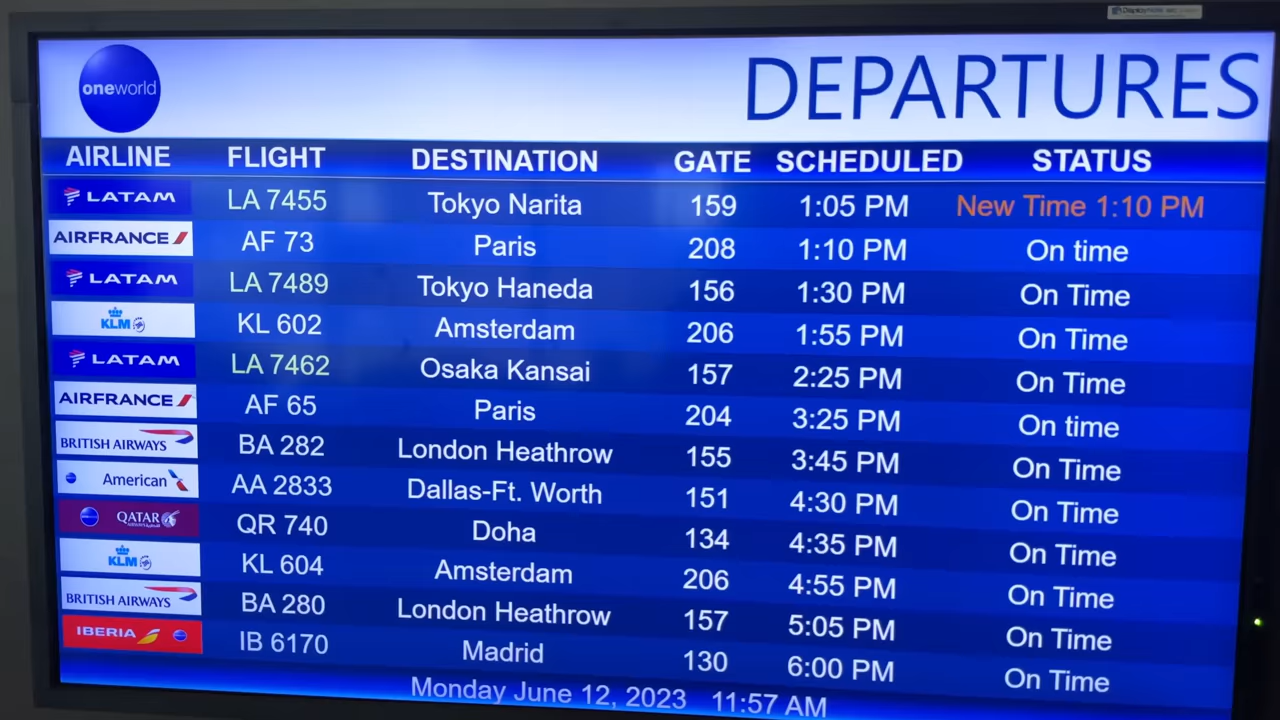 oneworld DEPARTURES
AIRLINE FLIGHT DESTINATION GATE SCHEDULED STATUS
LATAM LA 7455 Tokyo Narita 159 1:05 PM New Time 1:10 PM
AIRFRANCE AF 73 Paris 208 1:10 PM On time
LATAM LA 7489 Tokyo Haneda 156 1:30 PM On Time
KLM KL 602 Amsterdam 206 1:55 PM On Time
LATAM LA 7462 Osaka Kansai 157 2:25 PM On Time
AIRFRANCE AF 65 Paris 204 3:25 PM On time
BRITISH AIRWAYS BA 282 London Heathrow 155 3:45 PM On Time
American AA 2833 Dallas-Ft. Worth 151 4:30 PM On Time
QATAR QR 740 Doha 134 4:35 PM On Time
KLM KL 604 Amsterdam 206 4:55 PM On Time
BRITISH AIRWAYS BA 280 London Heathrow 157 5:05 PM On Time
IBERIA IB 6170 Madrid 130 6:00 PM On Time
Monday June 12, 2023 11:57 AM